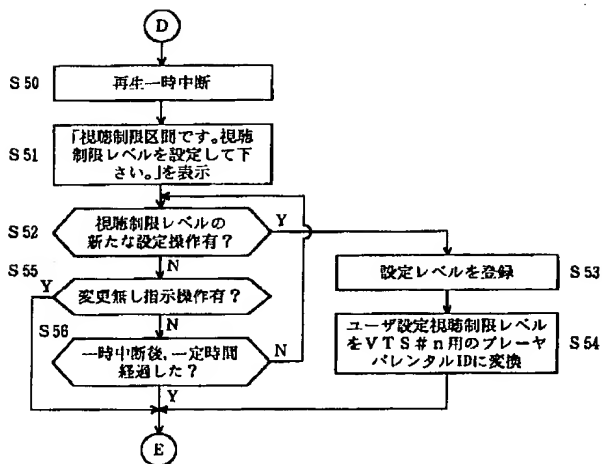 D
S50
再生一時中断
S51
「視聴制限区間です。視聴
制限レベルを設定して下
さい。」を表示
S52
視聴制限レベルの
新たな設定操作有?
Y
N
設定レベルを登録
S53
S55
Y
変更無し指示操作有?
N
ユーザ設定視聴制限レベル
をVTS#n用のプレーヤ
パレンタルIDに変換
S54
S56
一時中断後、一定時間
経過した?
N
Y
E